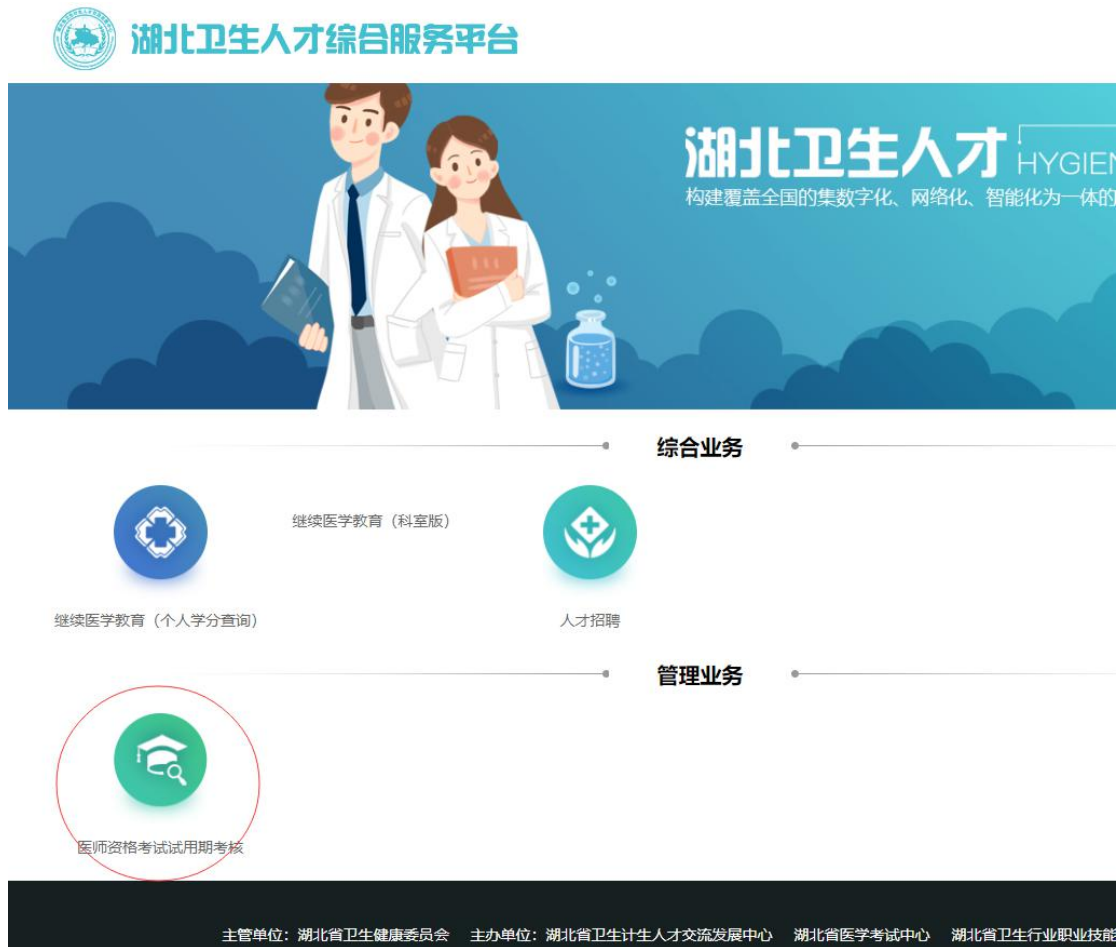 湖北卫生人才综合服务平台
湖北卫生人才 HYGIEN
构建覆盖全国的集数字化、网络化、智能化为一体的
综合业务
继续医学教育（科室版）
继续医学教育（个人学分查询）
人才招聘
管理业务
医师资格考试试用期考核
主管单位：湖北省卫生健康委员会 主办单位：湖北省卫生计生人才交流发展中心 湖北省医学考试中心 湖北省卫生行业职业技能